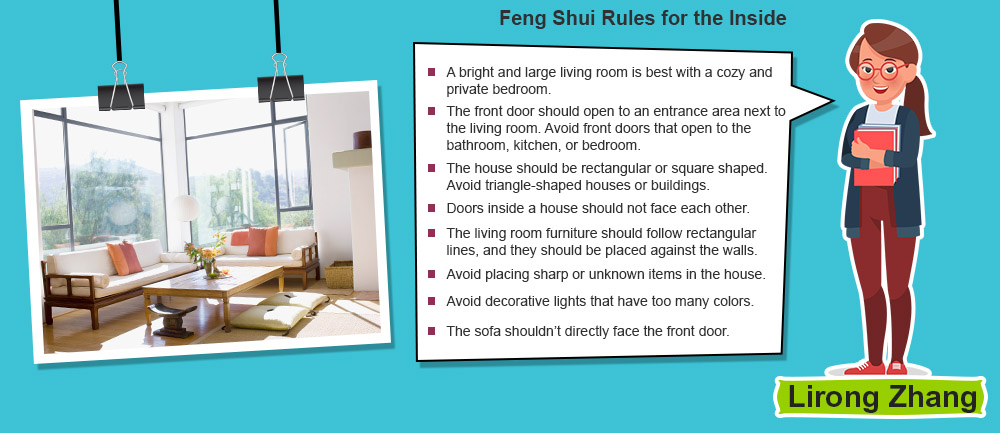 Feng Shui Rules for the Inside
A bright and large living room is best with a cozy and
private bedroom.
The front door should open to an entrance area next to
the living room. Avoid front doors that open to the
bathroom, kitchen, or bedroom.
The house should be rectangular or square shaped.
Avoid triangle-shaped houses or buildings.
Doors inside a house should not face each other.
The living room furniture should follow rectangular
lines, and they should be placed against the walls.
Avoid placing sharp or unknown items in the house.
Avoid decorative lights that have too many colors.
The sofa shouldn’t directly face the front door.
Lirong Zhang